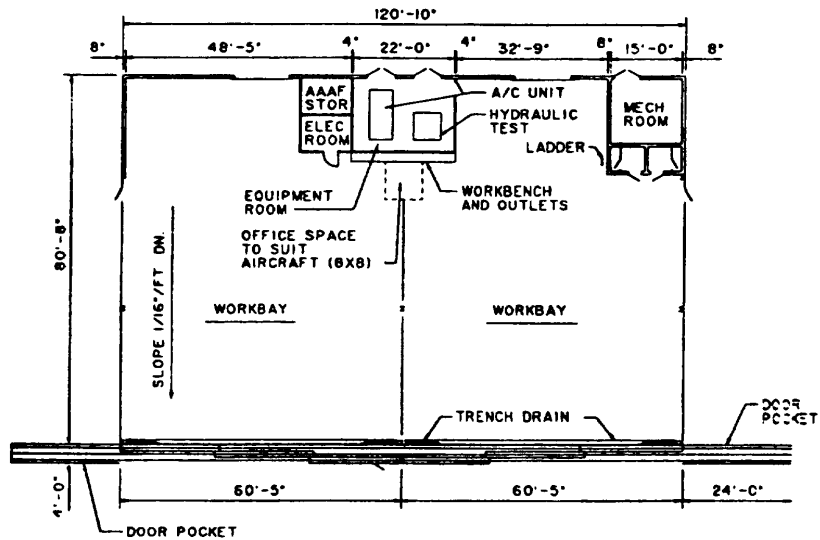 120'-10"
8" 48'-5" 4" 22'-0" 4" 32'-9" 8" 15'-0" 8"
AAAF
STOR
ELEC
ROOM
A/C UNIT
HYDRAULIC
TEST
LADDER
MECH
ROOM
EQUIPMENT
ROOM
WORKBENCH
AND OUTLETS
OFFICE SPACE
TO SUIT
AIRCRAFT (8X8)
80'-8"
SLOPE 1/16"/FT DN.
WORKBAY
WORKBAY
TRENCH DRAIN
DOOR
POCKET
4'-0"
60'-5" 60'-5" 24'-0"
DOOR POCKET